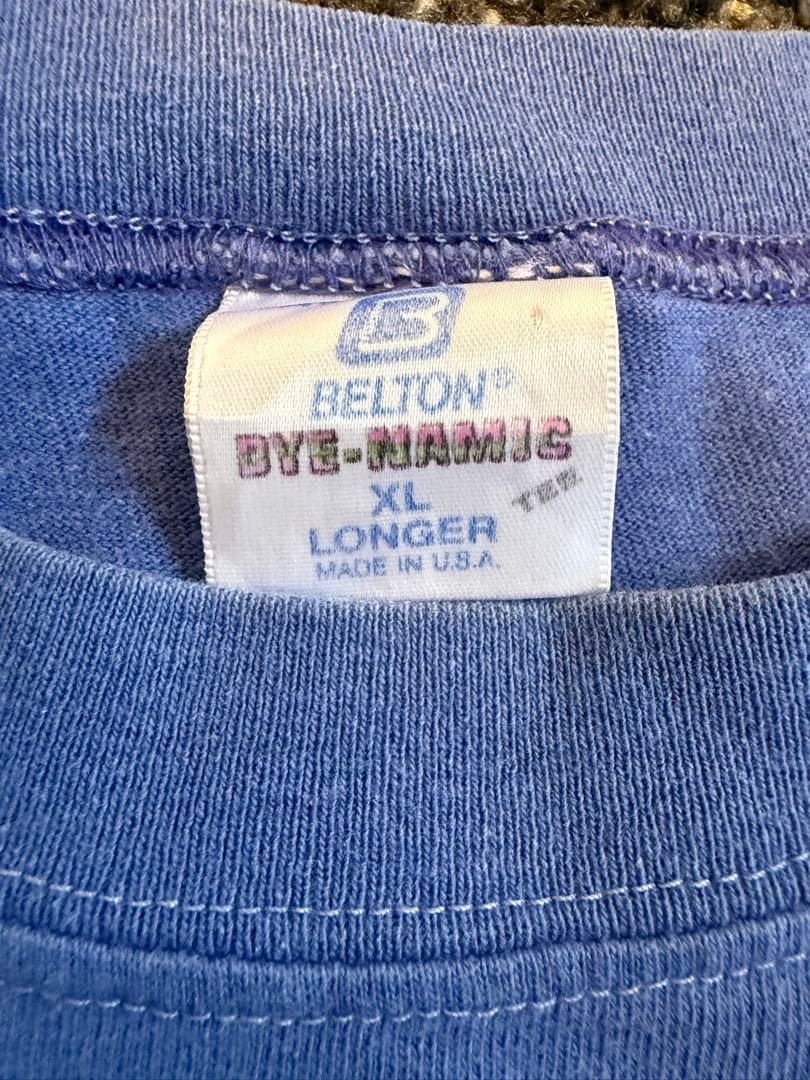 B
BELTON®
DYE-NAMIC
TEE
XL
LONGER
MADE IN U.S.A.